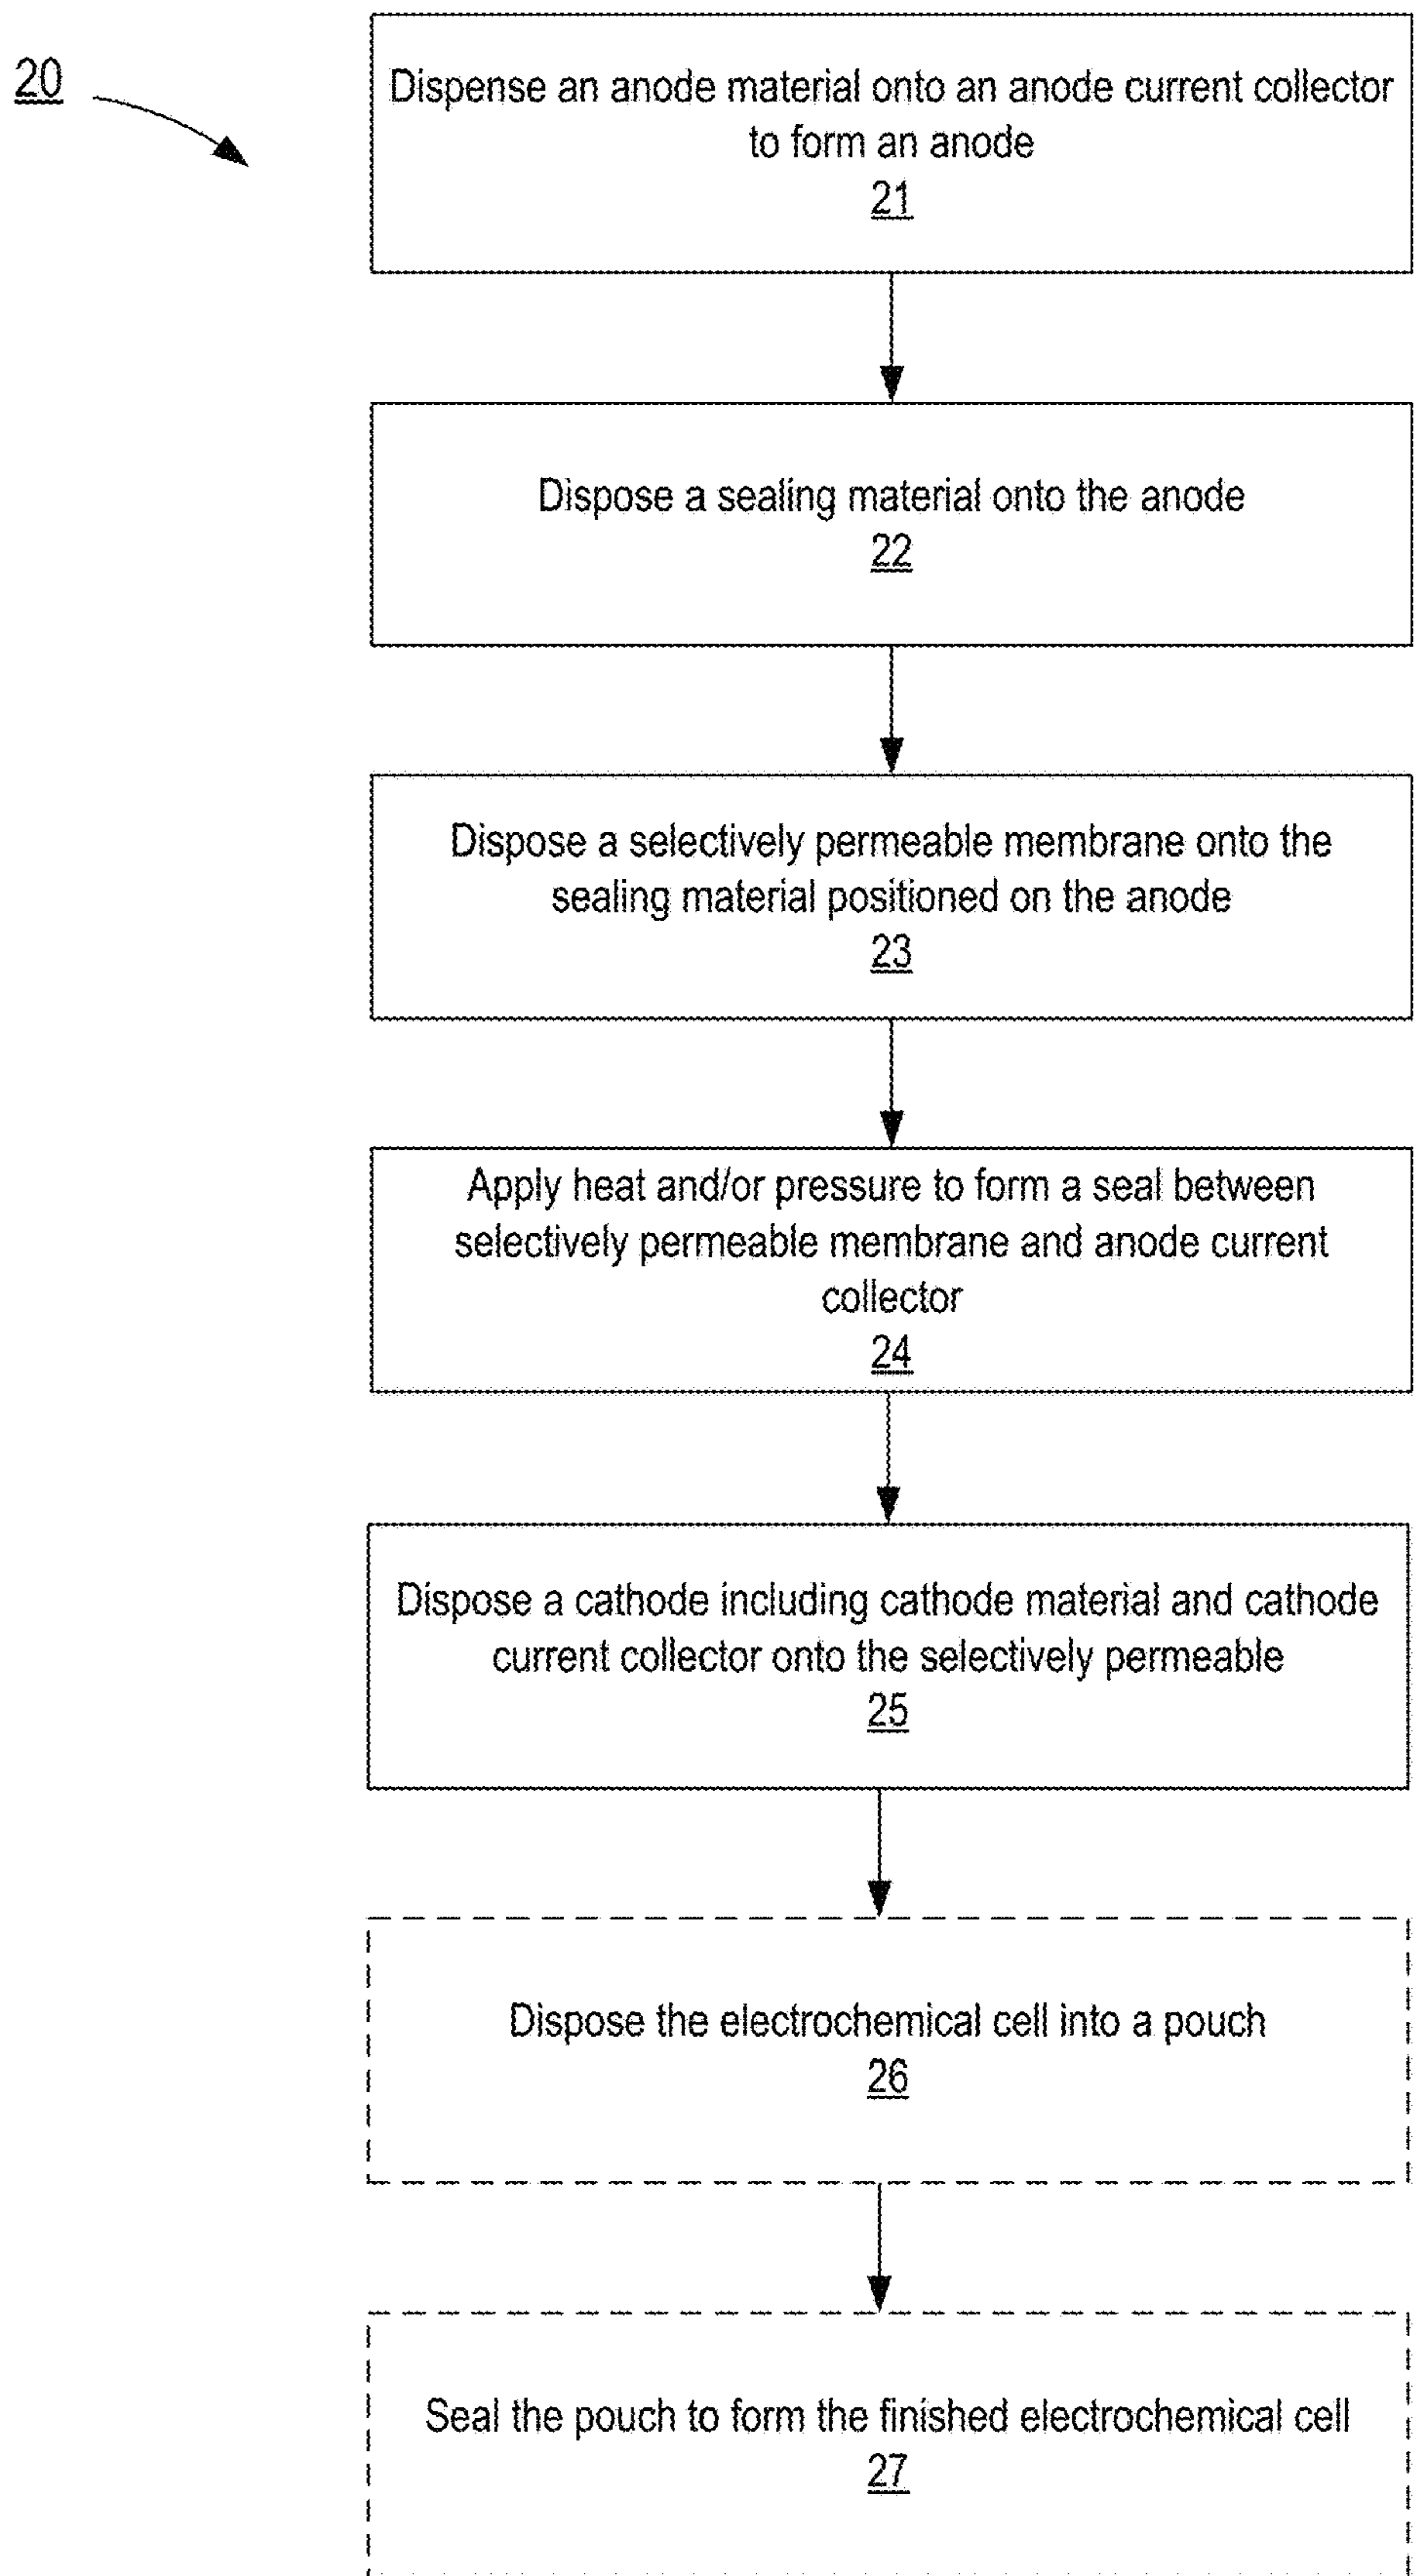 20
Dispense an anode material onto an anode current collector
to form an anode
21
Dispose a sealing material onto the anode
22
Dispose a selectively permeable membrane onto the
sealing material positioned on the anode
23
Apply heat and/or pressure to form a seal between
selectively permeable membrane and anode current
collector
24
Dispose a cathode including cathode material and cathode
current collector onto the selectively permeable
25
Dispose the electrochemical cell into a pouch
26
Seal the pouch to form the finished electrochemical cell
27